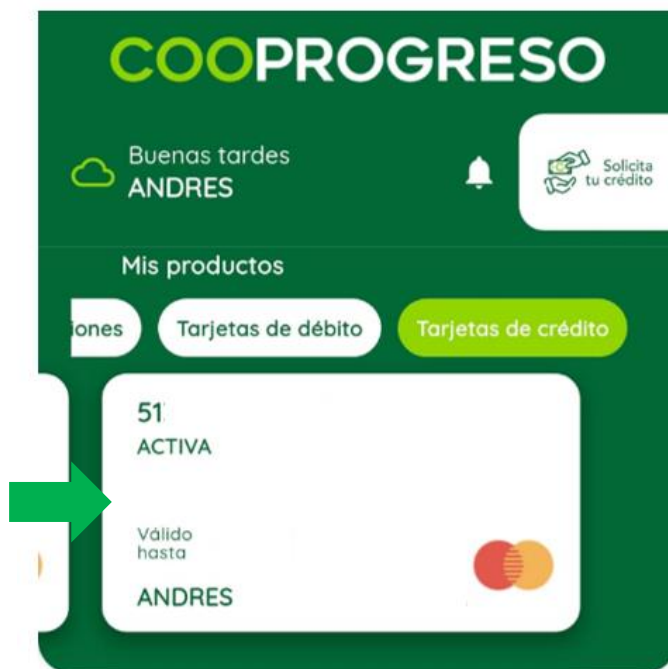 COOPROGRESO
Buenas tardes
ANDRES
Solicita
tu crédito
Mis productos
iones
Tarjetas de débito
Tarjetas de crédito
51
ACTIVA
Válido
hasta
ANDRES